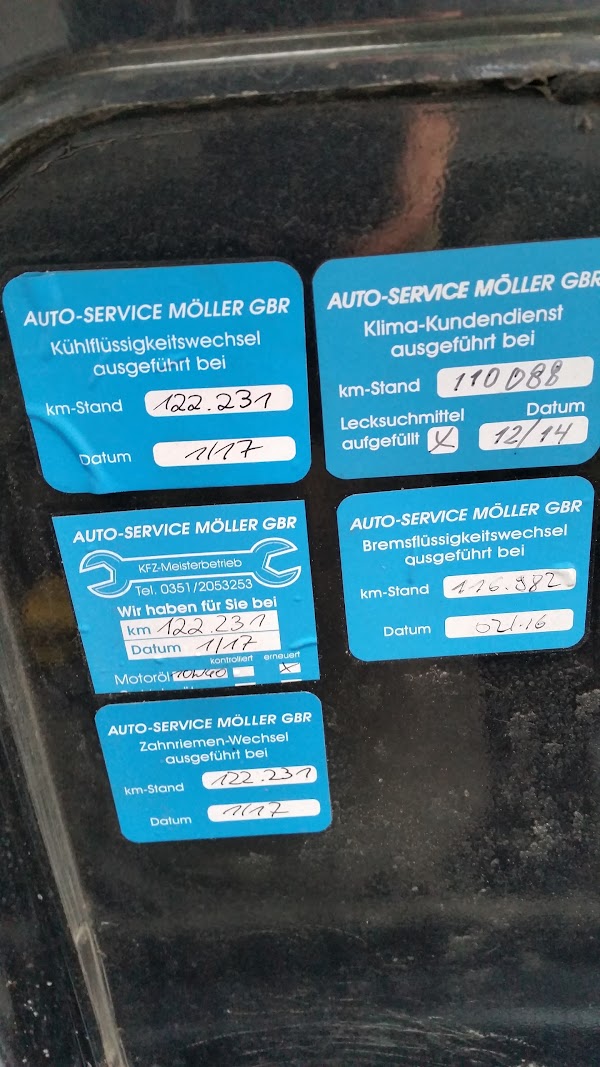 AUTO-SERVICE MÖLLER GBR
Kühlflüssigkeitswechsel
ausgeführt bei
km-Stand 122.231
Datum 1/17
AUTO-SERVICE MÖLLER GBR
Klima-Kundendienst
ausgeführt bei
km-Stand 110088
Lecksuchmittel Datum
aufgefüllt X 12/14
AUTO-SERVICE MÖLLER GBR
KFZ-Meisterbetrieb
Tel. 0351/2053253
Wir haben für Sie bei
km 122.231
Datum 1/17
kontrolliert erneuert
Motoröl 10W40 X
AUTO-SERVICE MÖLLER GBR
Bremsflüssigkeitswechsel
ausgeführt bei
km-Stand 116.882
Datum
AUTO-SERVICE MÖLLER GBR
Zahnriemen-Wechsel
ausgeführt bei
km-Stand 122.231
Datum 1/17